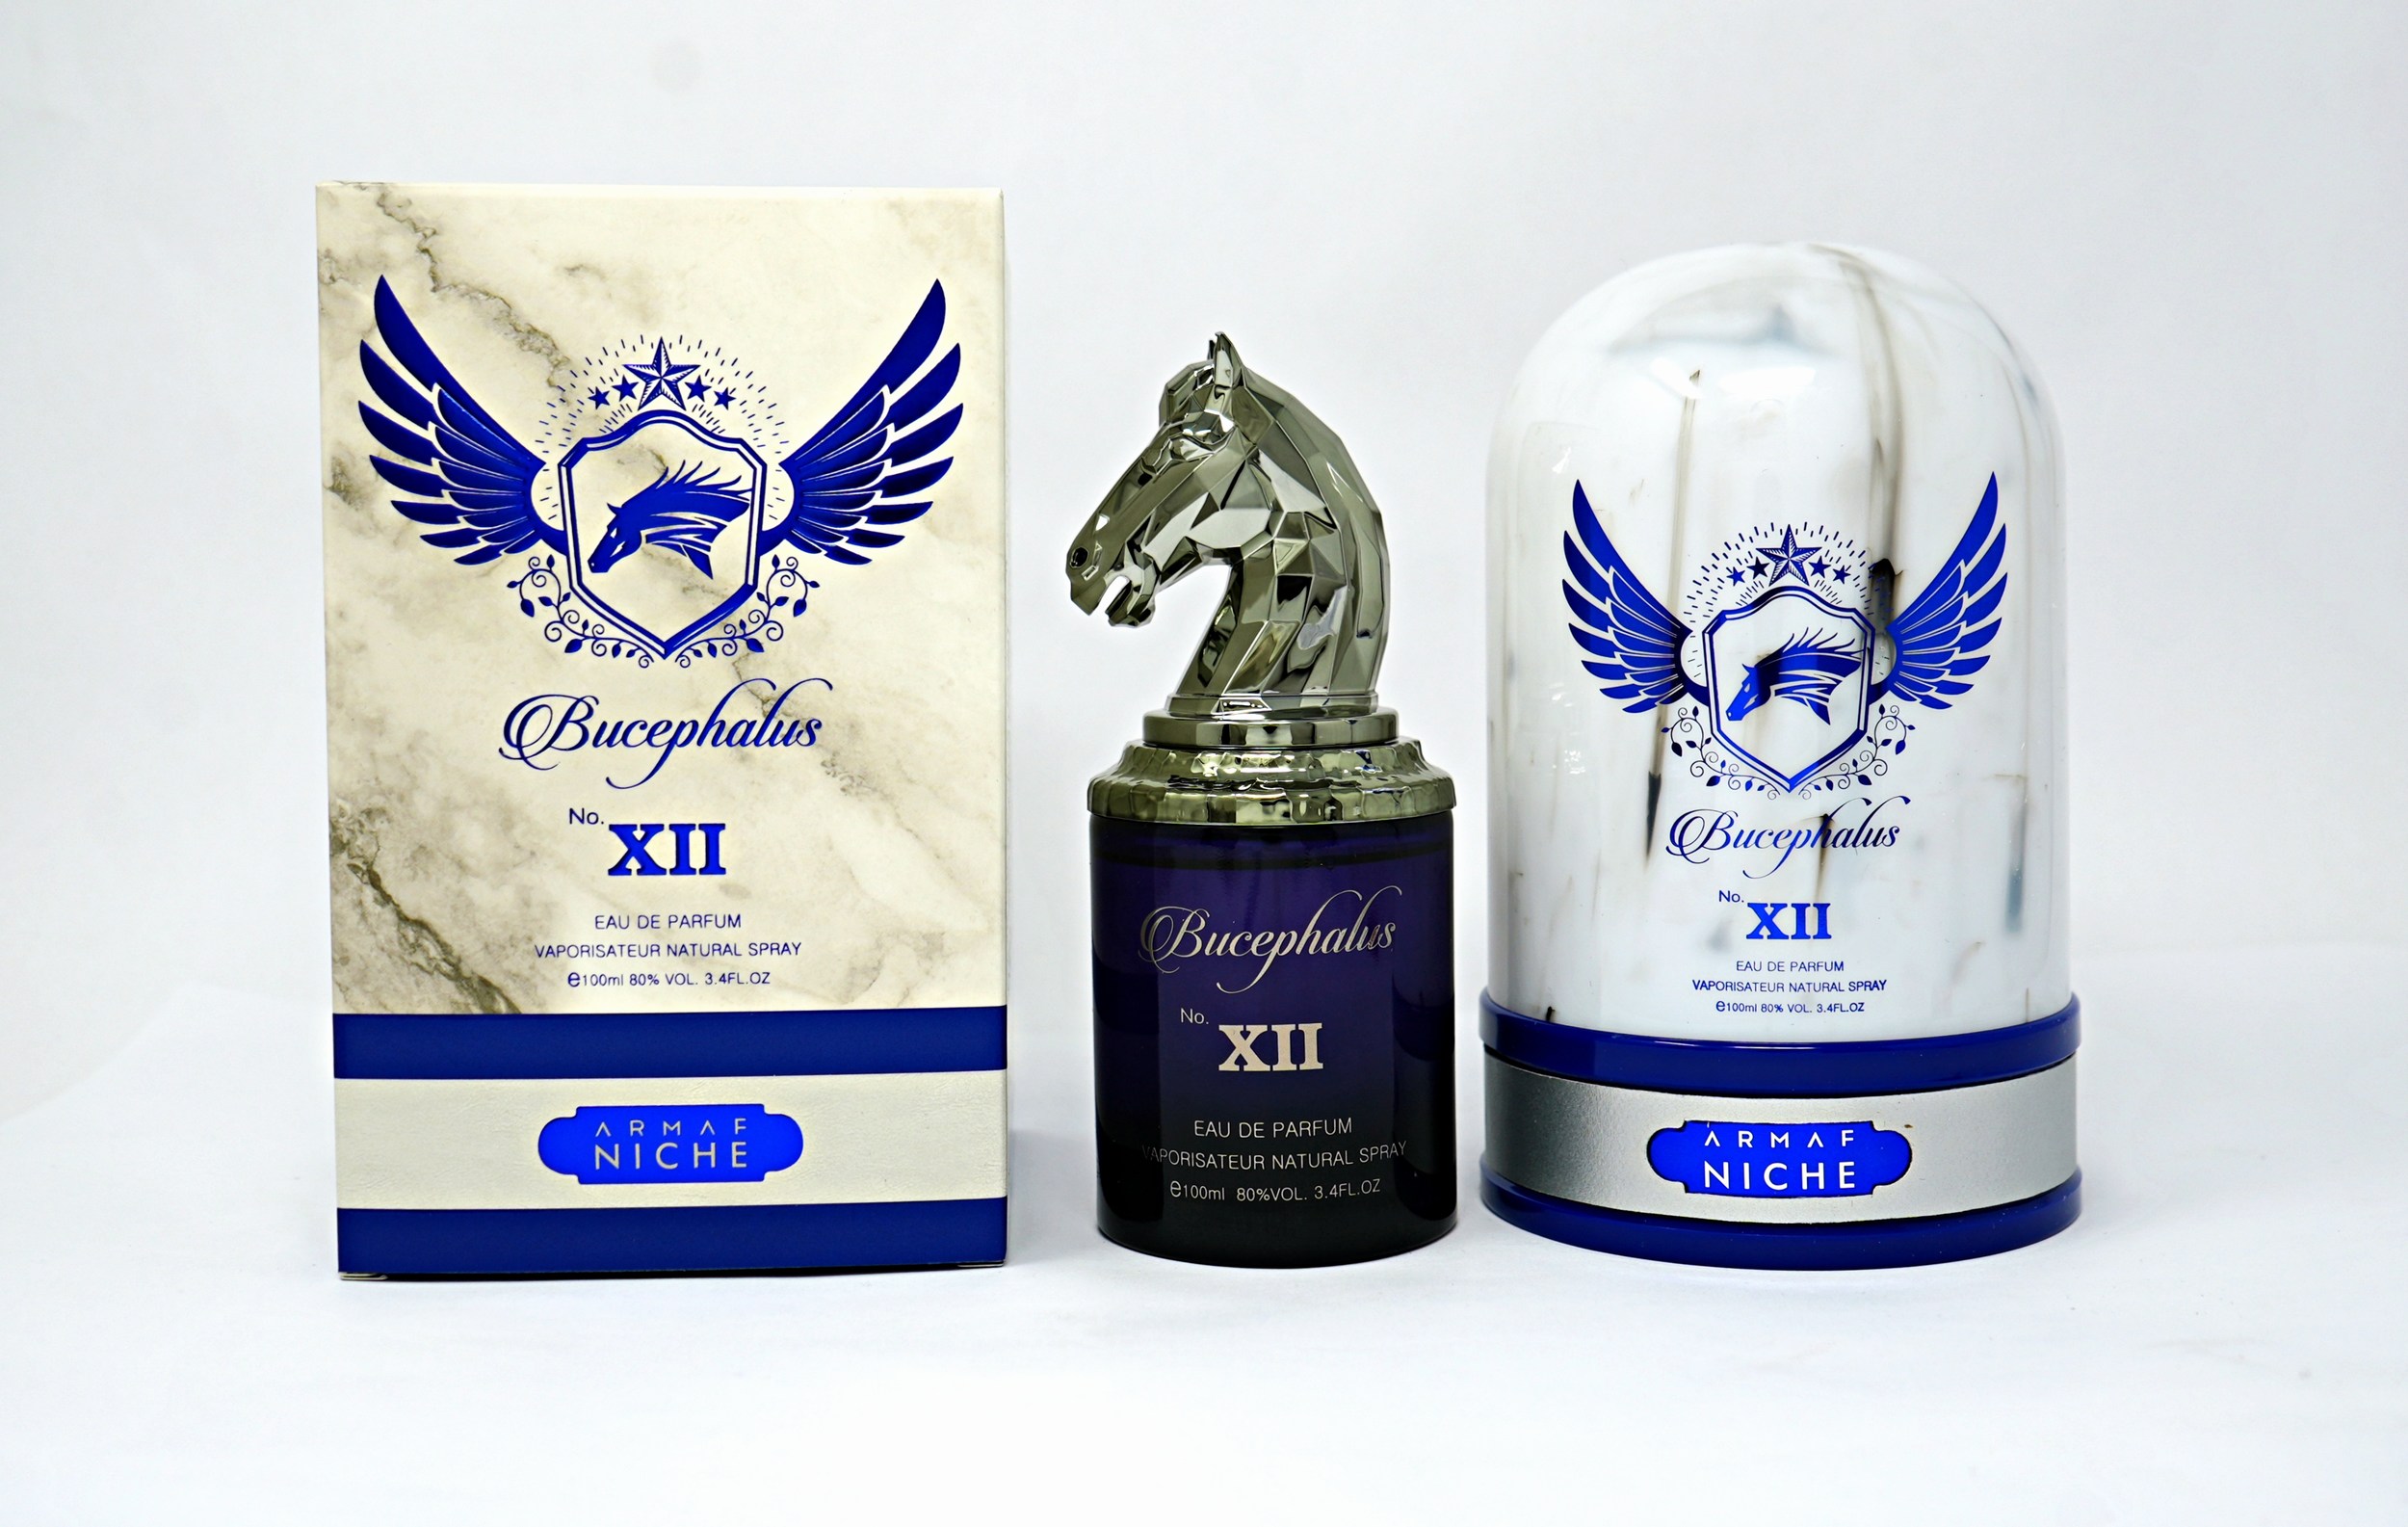 Bucephalus
No. XII
EAU DE PARFUM
VAPORISATEUR NATURAL SPRAY
℮100ml 80% VOL. 3.4FL.OZ
ARMAF
NICHE
Bucephalus
No. XII
EAU DE PARFUM
VAPORISATEUR NATURAL SPRAY
℮100ml 80%VOL. 3.4FL.OZ
Bucephalus
No. XII
EAU DE PARFUM
VAPORISATEUR NATURAL SPRAY
℮100ml 80% VOL. 3.4FL.OZ
ARMAF
NICHE